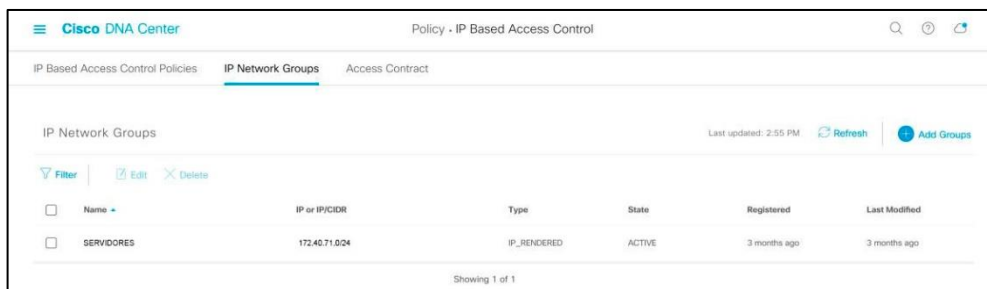 Cisco DNA Center Policy • IP Based Access Control
IP Based Access Control Policies IP Network Groups Access Contract
IP Network Groups Last updated: 2:55 PM Refresh Add Groups
Filter Edit Delete
Name IP or IP/CIDR Type State Registered Last Modified
SERVIDORES 172.40.71.0/24 IP_RENDERED ACTIVE 3 months ago 3 months ago
Showing 1 of 1